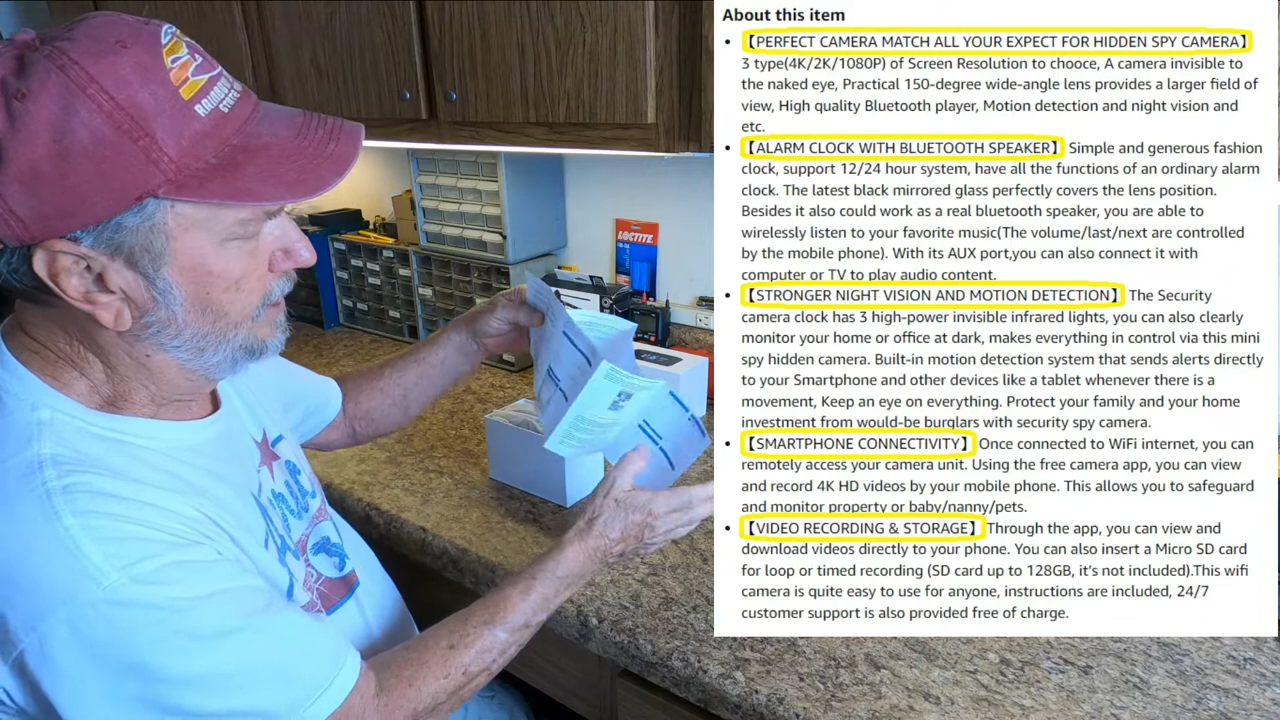 About this item
• 【PERFECT CAMERA MATCH ALL YOUR EXPECT FOR HIDDEN SPY CAMERA】
3 type(4K/2K/1080P) of Screen Resolution to chooce, A camera invisible to
the naked eye, Practical 150-degree wide-angle lens provides a larger field of
view, High quality Bluetooth player, Motion detection and night vision and
etc.
• 【ALARM CLOCK WITH BLUETOOTH SPEAKER】 Simple and generous fashion
clock, support 12/24 hour system, have all the functions of an ordinary alarm
clock. The latest black mirrored glass perfectly covers the lens position.
Besides it also could work as a real bluetooth speaker, you are able to
wirelessly listen to your favorite music(The volume/last/next are controlled
by the mobile phone). With its AUX port,you can also connect it with
computer or TV to play audio content.
• 【STRONGER NIGHT VISION AND MOTION DETECTION】 The Security
camera clock has 3 high-power invisible infrared lights, you can also clearly
monitor your home or office at dark, makes everything in control via this mini
spy hidden camera. Built-in motion detection system that sends alerts directly
to your Smartphone and other devices like a tablet whenever there is a
movement, Keep an eye on everything. Protect your family and your home
investment from would-be burglars with security spy camera.
• 【SMARTPHONE CONNECTIVITY】 Once connected to WiFi internet, you can
remotely access your camera unit. Using the free camera app, you can view
and record 4K HD videos by your mobile phone. This allows you to safeguard
and monitor property or baby/nanny/pets.
• 【VIDEO RECORDING & STORAGE】 Through the app, you can view and
download videos directly to your phone. You can also insert a Micro SD card
for loop or timed recording (SD card up to 128GB, it's not included).This wifi
camera is quite easy to use for anyone, instructions are included, 24/7
customer support is also provided free of charge.
LOCTITE